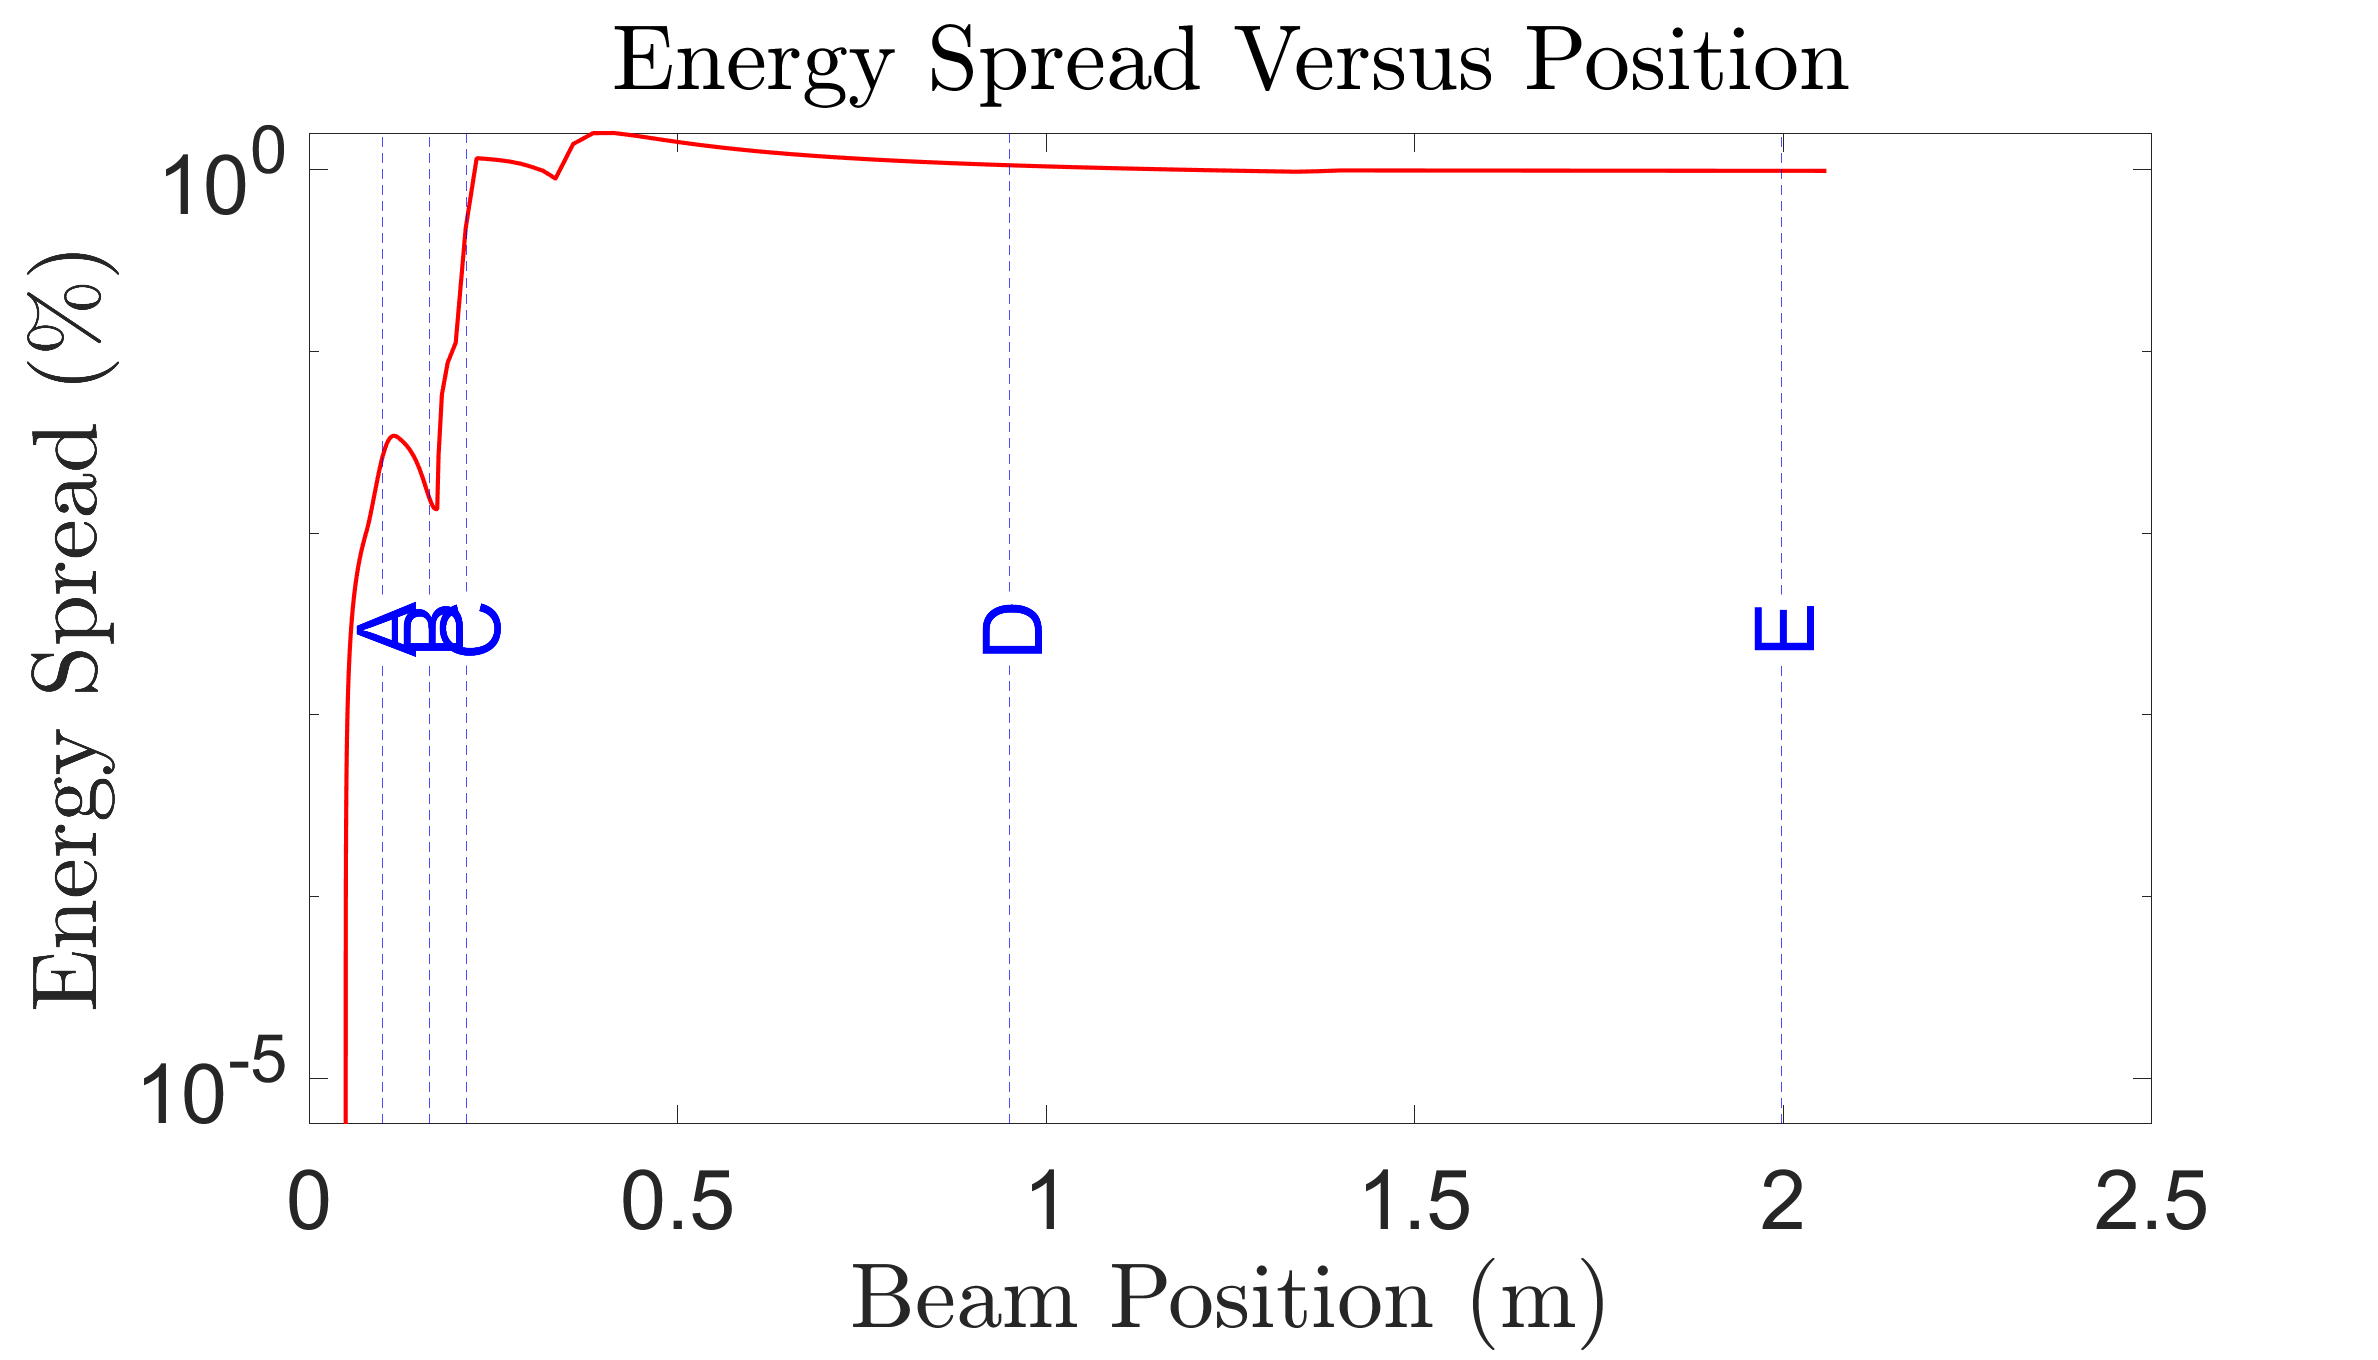 Energy Spread Versus Position
Energy Spread (%)
10^0
10^-5
A B C D E
0 0.5 1 1.5 2 2.5
Beam Position (m)